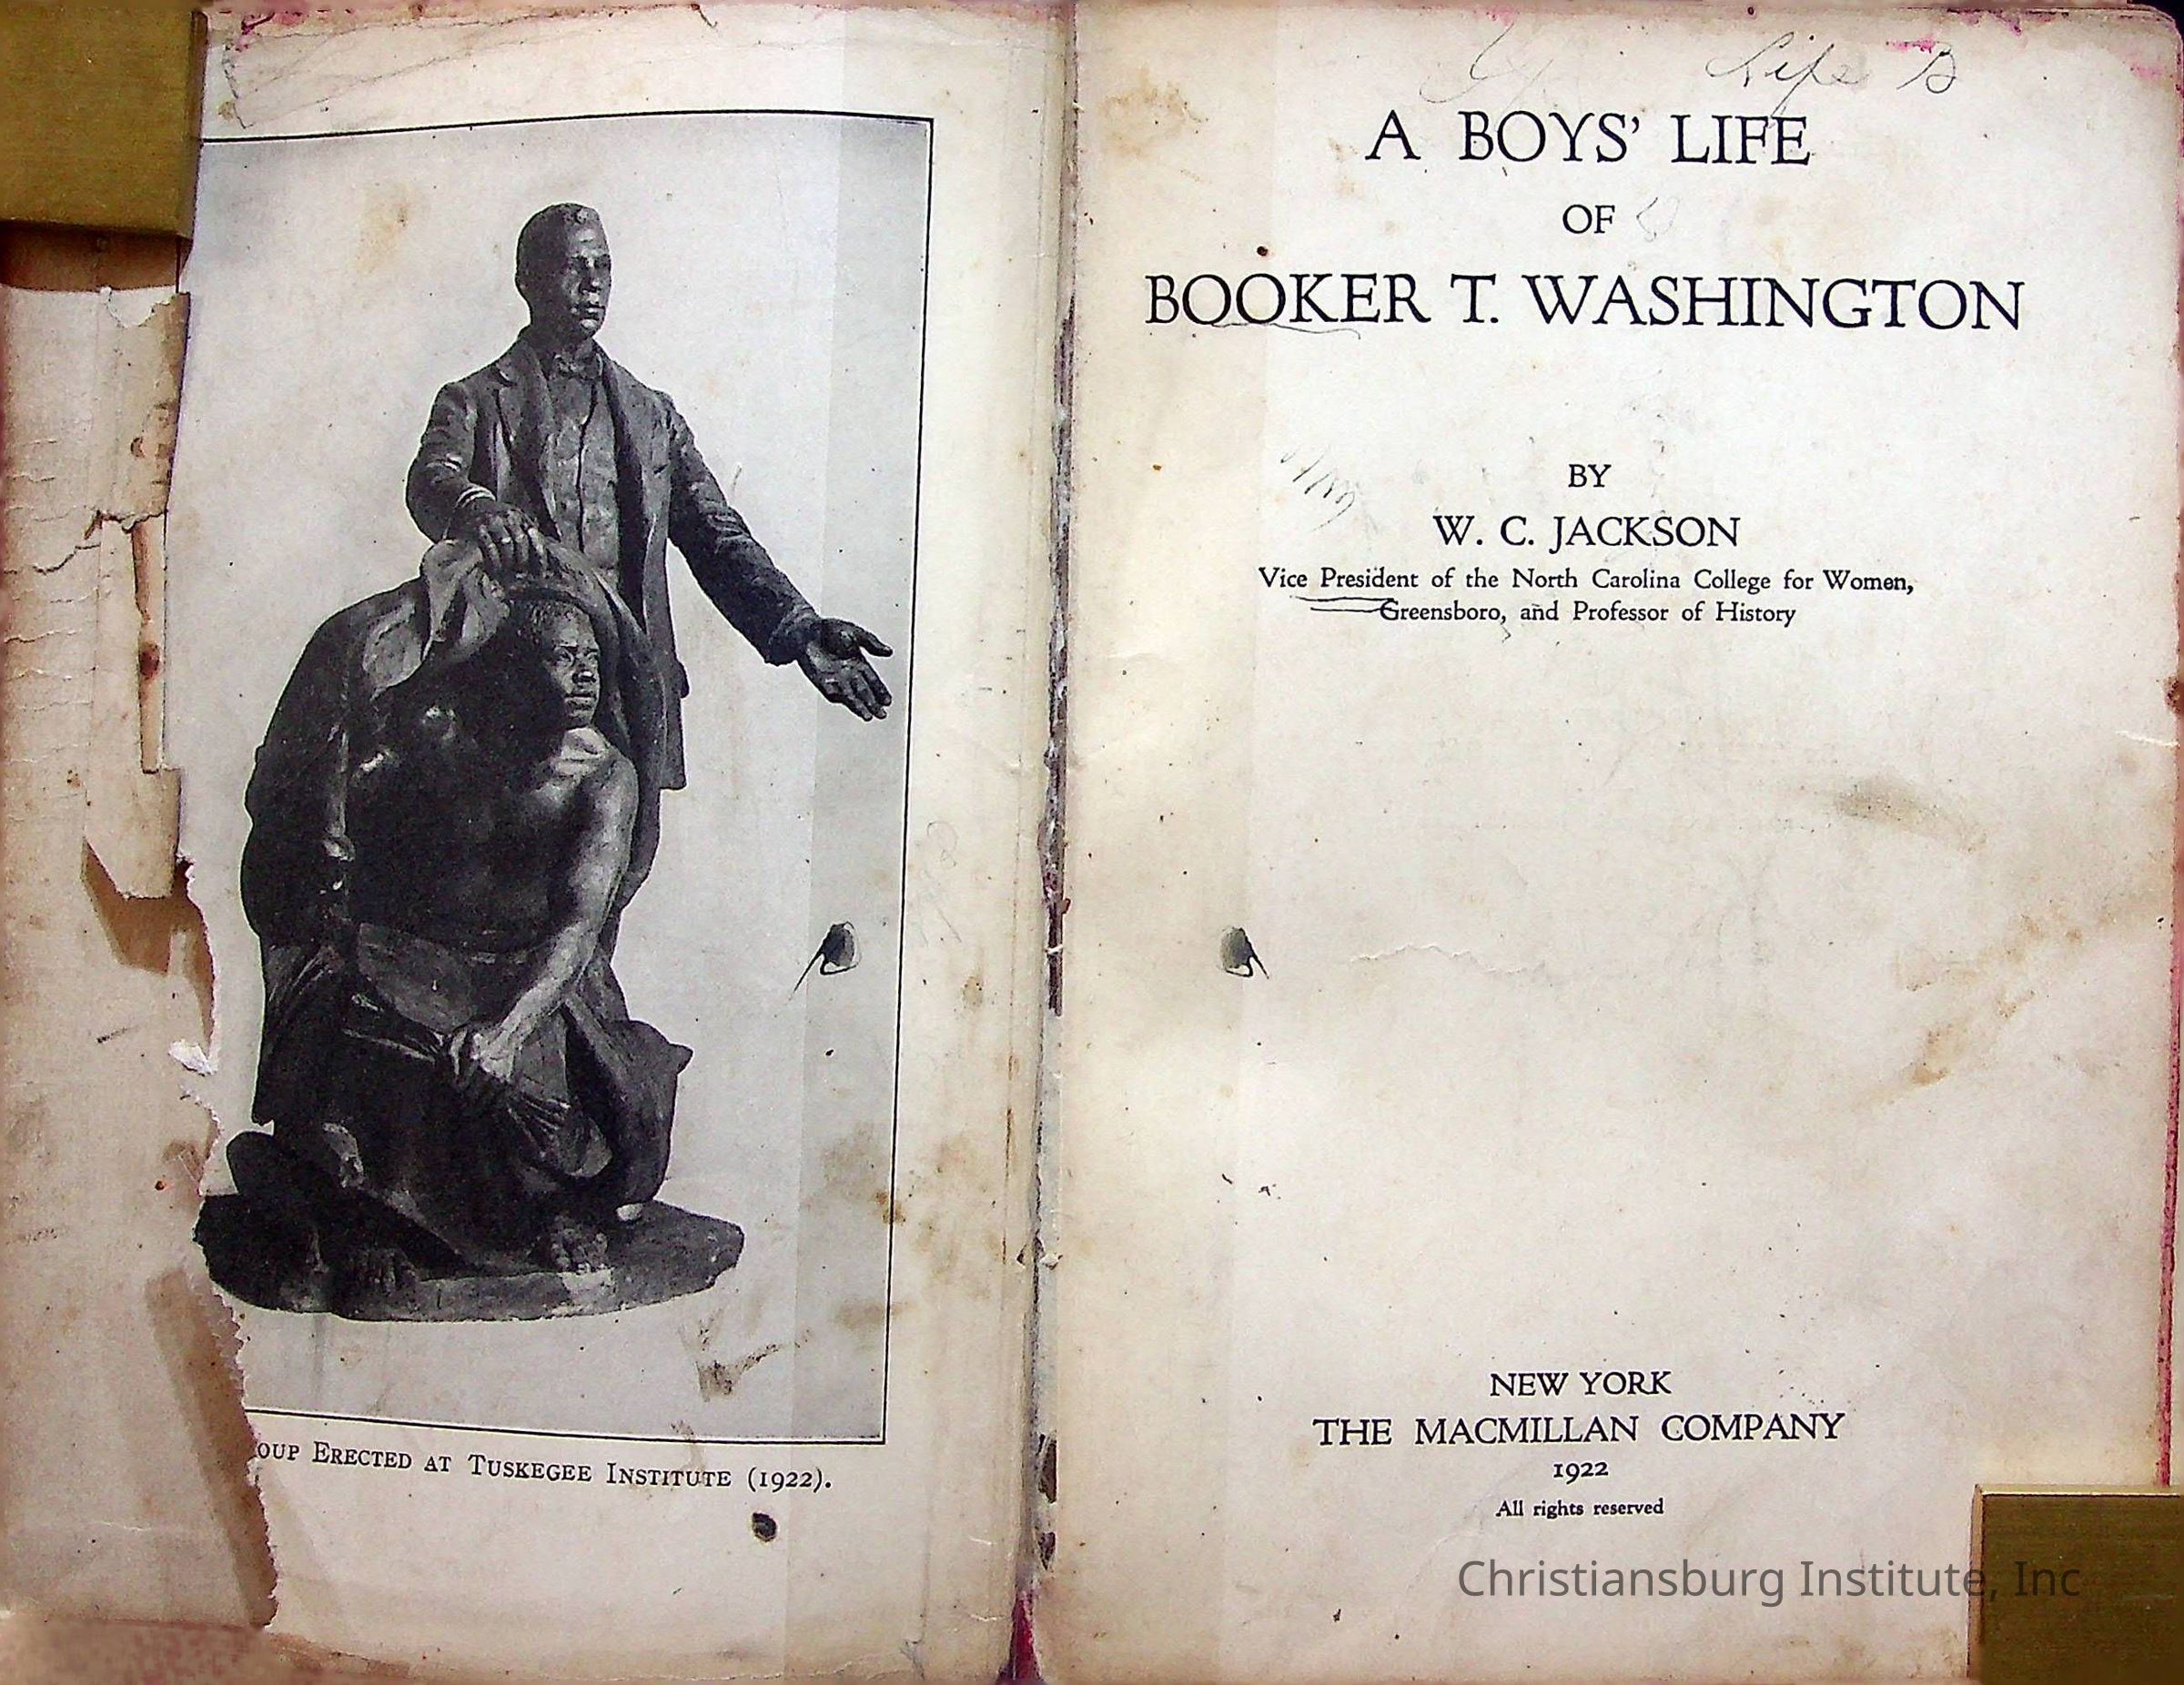 ERECTED AT TUSKEGEE INSTITUTE (1922).
Life B
A BOYS' LIFE
OF
BOOKER T. WASHINGTON
BY
W. C. JACKSON
Vice President of the North Carolina College for Women,
Greensboro, and Professor of History
NEW YORK
THE MACMILLAN COMPANY
1922
All rights reserved
Christiansburg Institute, Inc